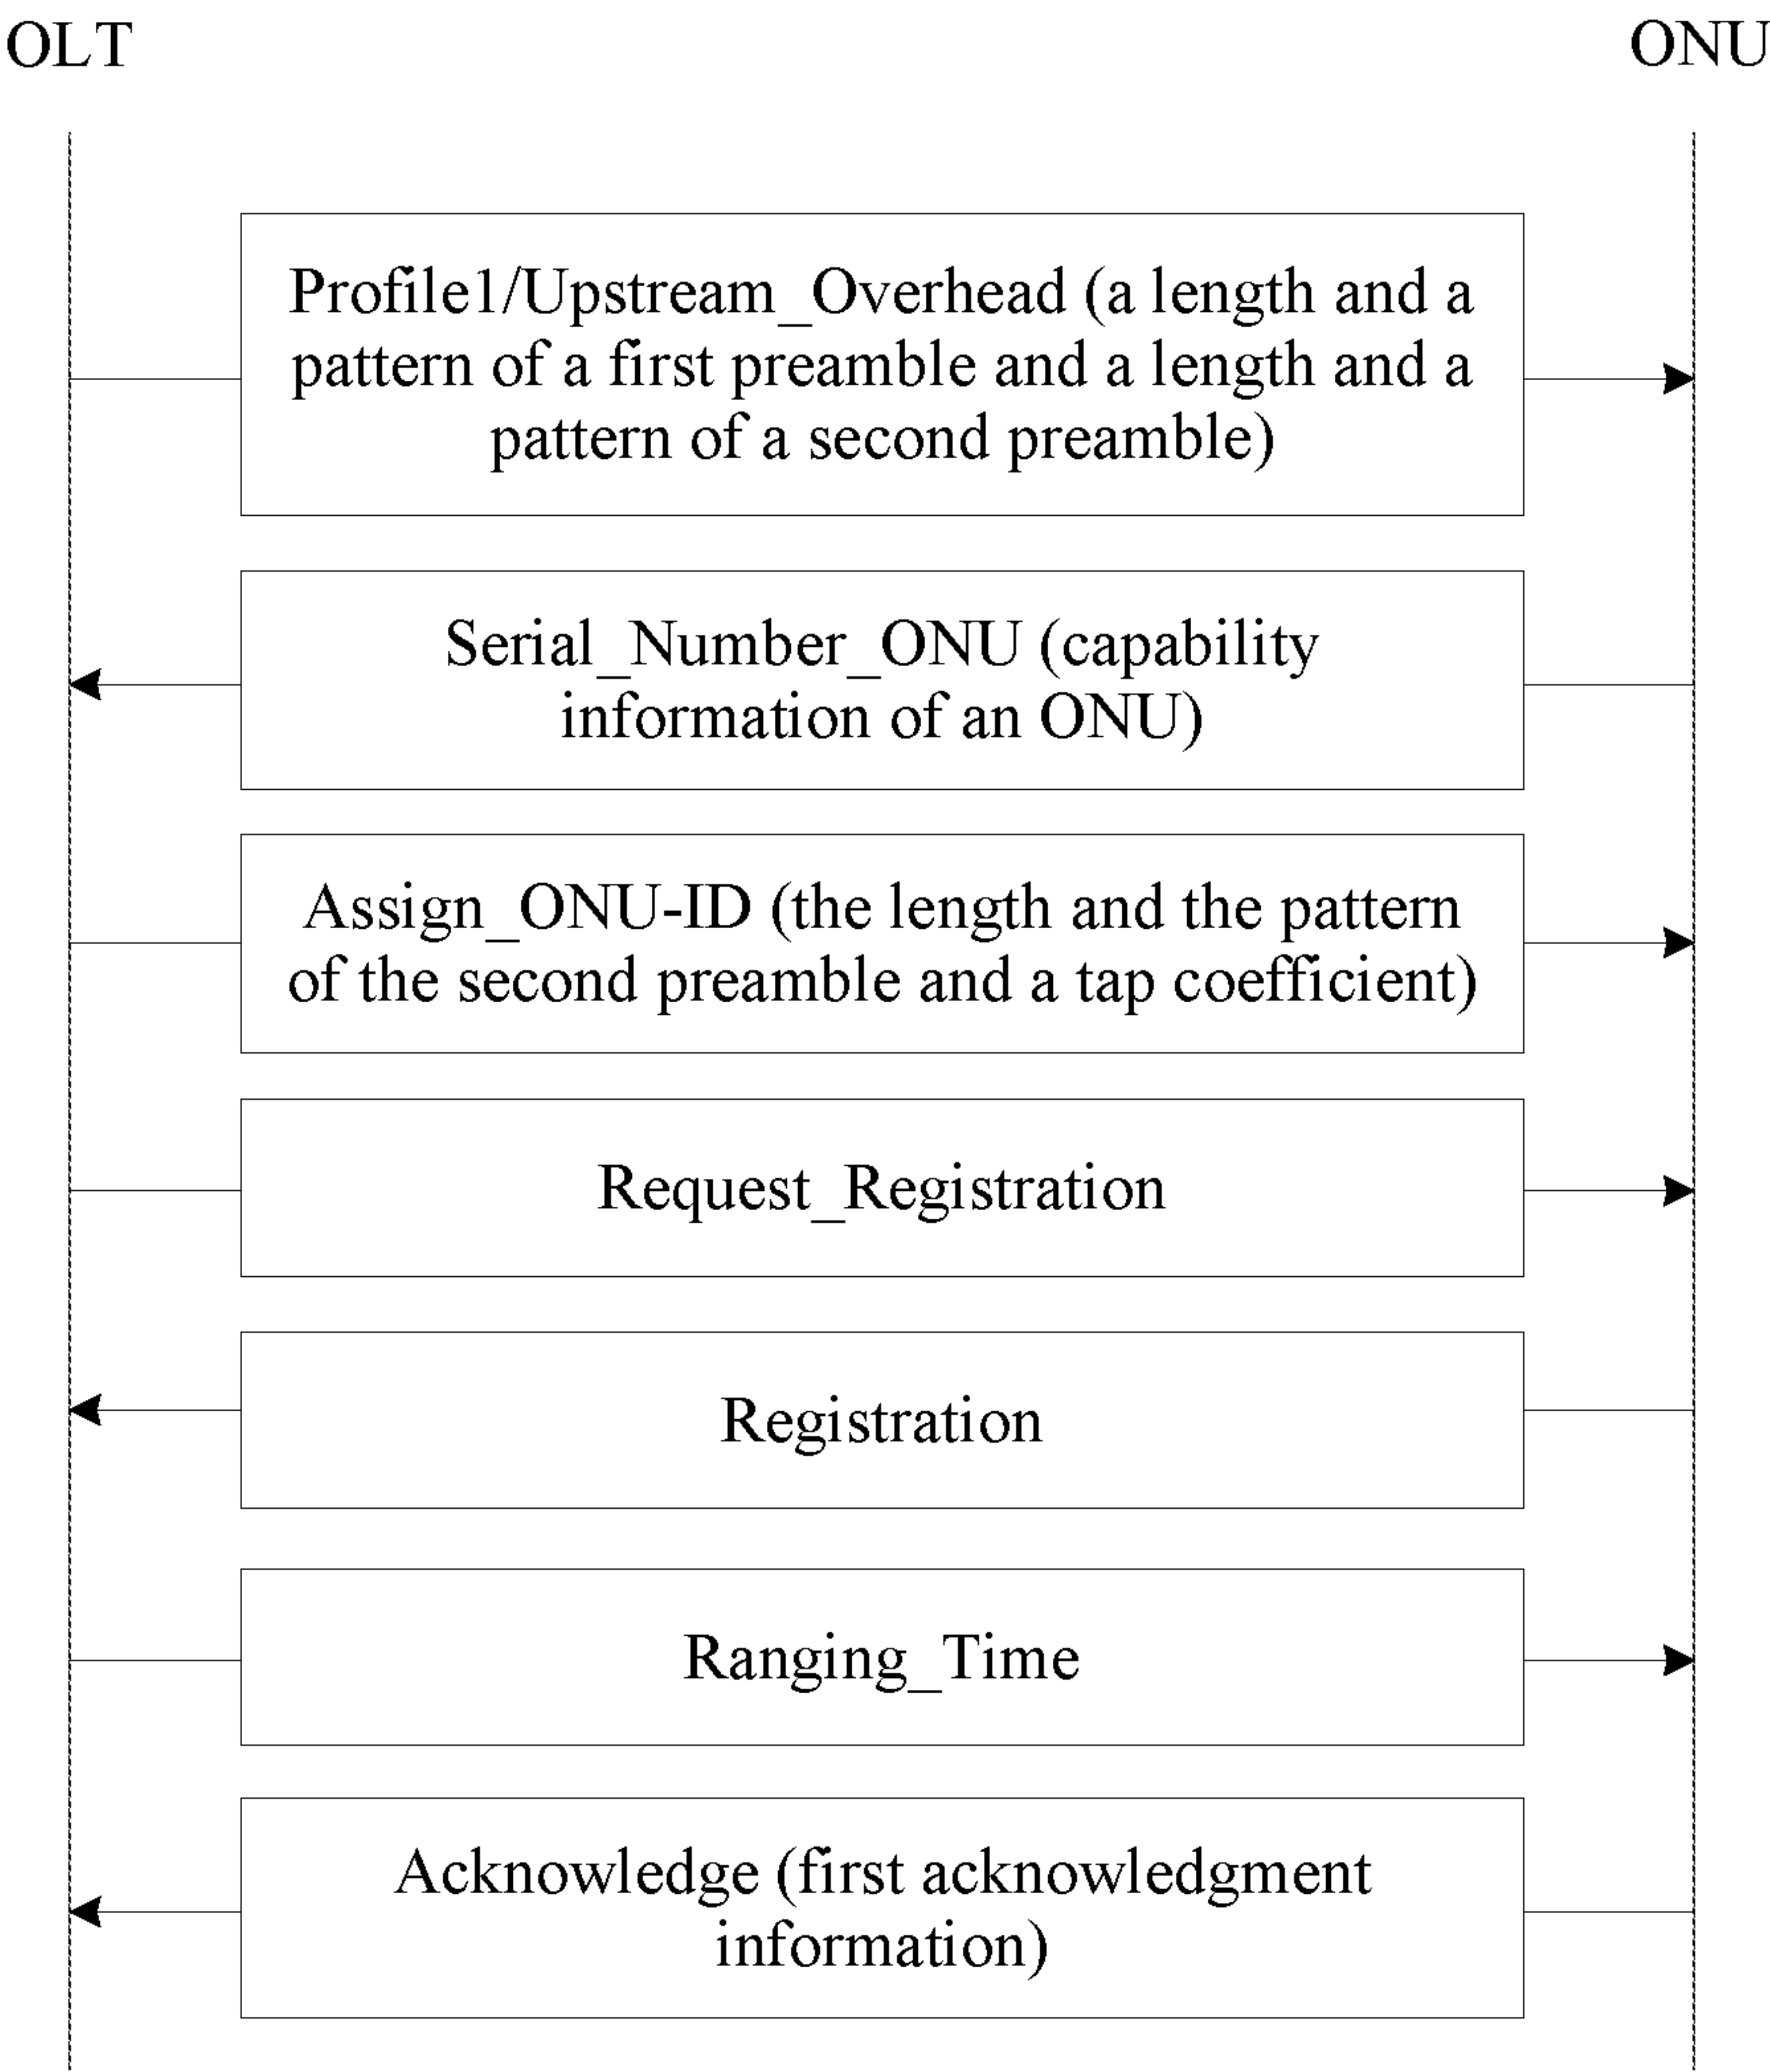 OLT
ONU
Profile1/Upstream_Overhead (a length and a
pattern of a first preamble and a length and a
pattern of a second preamble)
Serial_Number_ONU (capability
information of an ONU)
Assign_ONU-ID (the length and the pattern
of the second preamble and a tap coefficient)
Request_Registration
Registration
Ranging_Time
Acknowledge (first acknowledgment
information)